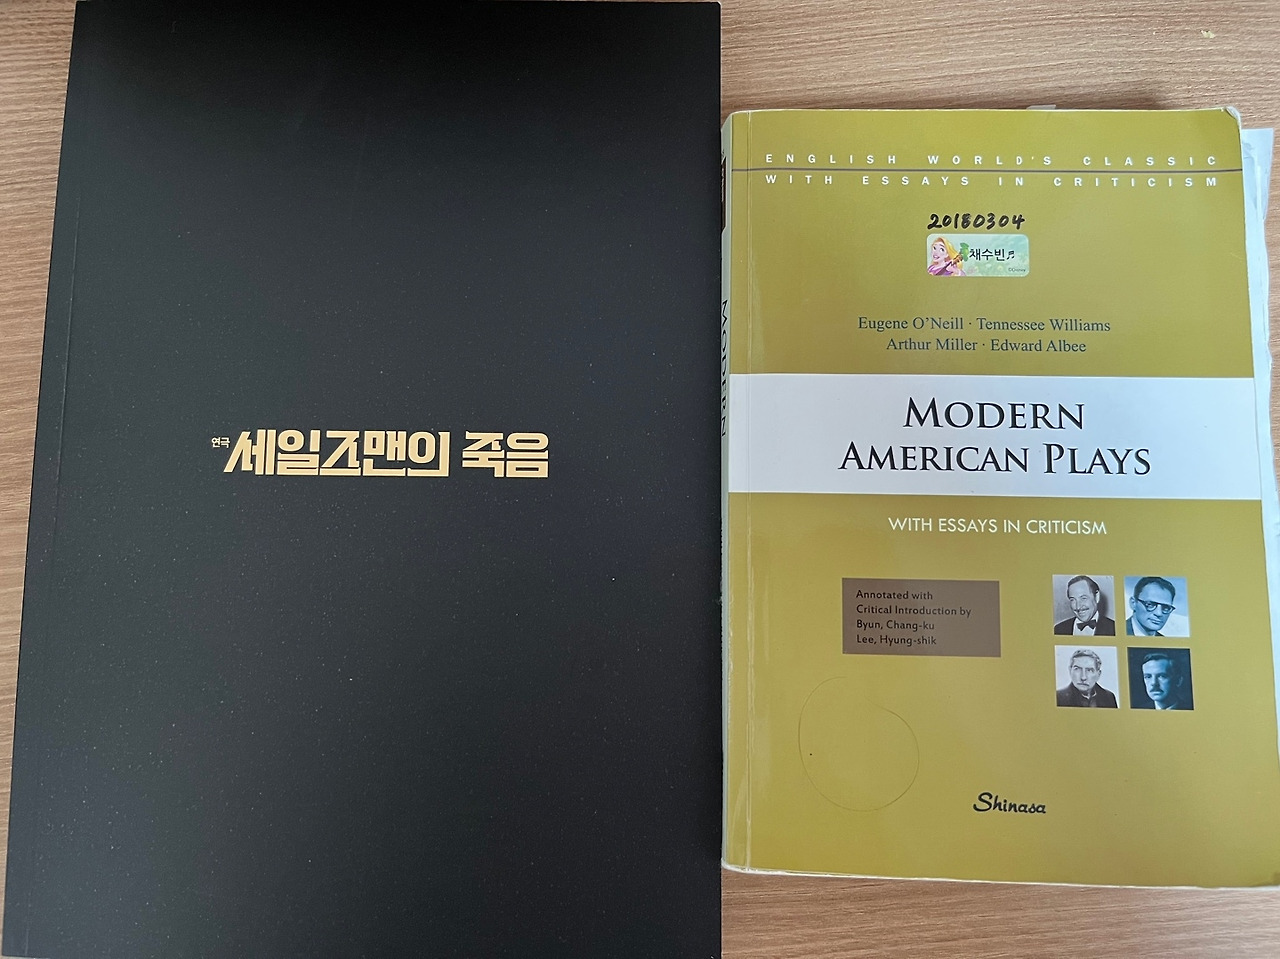 연극 세일즈맨의 죽음
ENGLISH WORLD'S CLASSIC
WITH ESSAYS IN CRITICISM
20180304
채수빈♬
©Disney
Eugene O'Neill · Tennessee Williams
Arthur Miller · Edward Albee
MODERN
AMERICAN PLAYS
WITH ESSAYS IN CRITICISM
Annotated with
Critical Introduction by
Byun, Chang-ku
Lee, Hyung-shik
Shinasa
MODERN